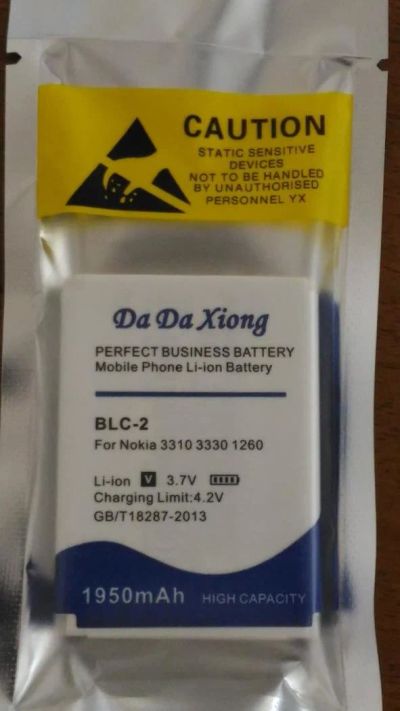 CAUTION
STATIC SENSITIVE
DEVICES
NOT TO BE HANDLED
BY UNAUTHORISED
PERSONNEL YX
Da Da Xiong
PERFECT BUSINESS BATTERY
Mobile Phone Li-ion Battery
BLC-2
For Nokia 3310 3330 1260
Li-ion V 3.7V
Charging Limit:4.2V
GB/T18287-2013
1950mAh HIGH CAPACITY